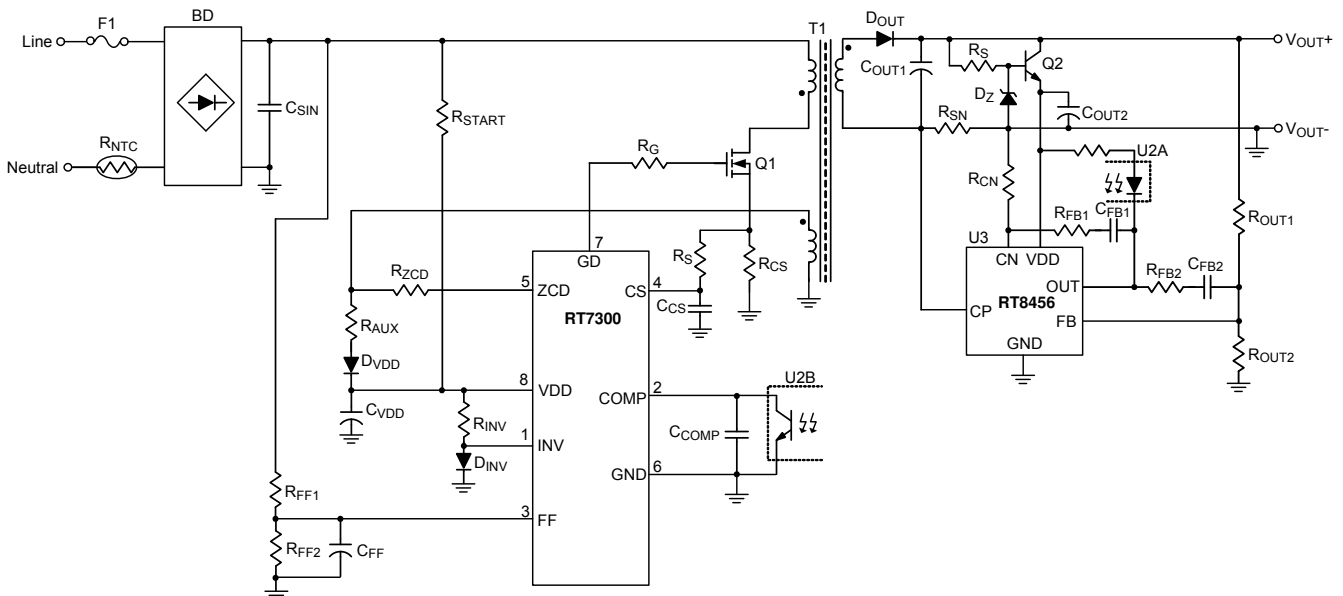 F1
BD
Line
CSIN
RNTC
Neutral
RSTART
T1
DOUT
COUT1
RS
Q2
DZ
COUT2
VOUT+
VOUT-
RSN
RG
Q1
RCN
U2A
RFB1
CFB1
ROUT1
U3
CN VDD
OUT
RFB2
CFB2
RT8456
CP
FB
GND
ROUT2
7
GD
RS
RCS
RZCD
5
ZCD
CS
4
CCS
RT7300
RAUX
DVDD
8
VDD
CVDD
RINV
1
INV
DINV
COMP
2
U2B
CCOMP
GND
6
RFF1
3
FF
RFF2
CFF